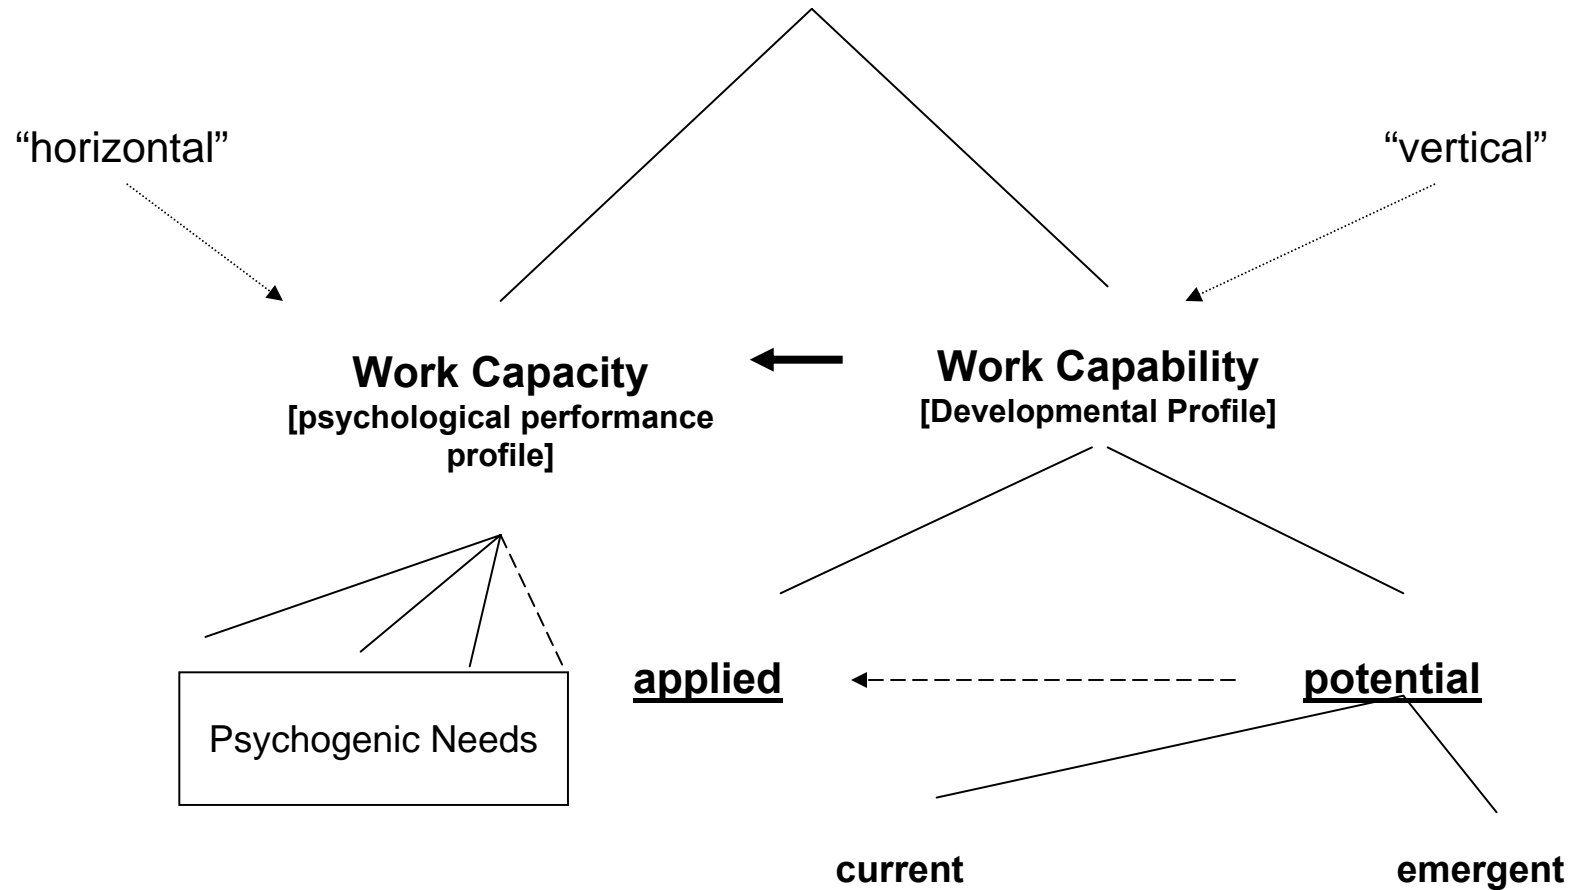 “horizontal”
“vertical”
Work Capacity
[psychological performance
profile]
Work Capability
[Developmental Profile]
Psychogenic Needs
applied
potential
current
emergent